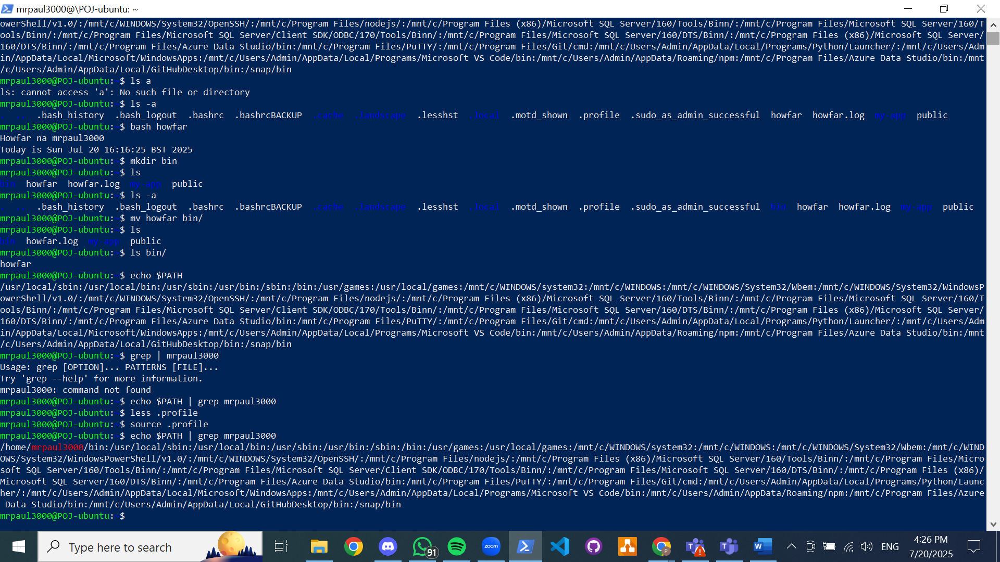 mrpaul3000@\POJ-ubuntu: ~
owerShell/v1.0/:/mnt/c/WINDOWS/System32/OpenSSH/:/mnt/c/Program Files/nodejs/:/mnt/c/Program Files (x86)/Microsoft SQL Server/160/Tools/Binn/:/mnt/c/Program Files/Microsoft SQL Server/160/T
ools/Binn/:/mnt/c/Program Files/Microsoft SQL Server/Client SDK/ODBC/170/Tools/Binn/:/mnt/c/Program Files/Microsoft SQL Server/160/DTS/Binn/:/mnt/c/Program Files (x86)/Microsoft SQL Server/
160/DTS/Binn/:/mnt/c/Program Files/Azure Data Studio/bin:/mnt/c/Program Files/PuTTY/:/mnt/c/Program Files/Git/cmd:/mnt/c/Users/Admin/AppData/Local/Programs/Python/Launcher/:/mnt/c/Users/Adm
in/AppData/Local/Microsoft/WindowsApps:/mnt/c/Users/Admin/AppData/Local/Programs/Microsoft VS Code/bin:/mnt/c/Users/Admin/AppData/Roaming/npm:/mnt/c/Program Files/Azure Data Studio/bin:/mnt
/c/Users/Admin/AppData/Local/GitHubDesktop/bin:/snap/bin
mrpaul3000@POJ-ubuntu: $ ls a
ls: cannot access 'a': No such file or directory
mrpaul3000@POJ-ubuntu: $ ls -a
. .. .bash_history .bash_logout .bashrc .bashrcBACKUP .cache .landscape .lesshst .local .motd_shown .profile .sudo_as_admin_successful howfar howfar.log my-app public
mrpaul3000@POJ-ubuntu: $ bash howfar
Howfar na mrpaul3000
Today is Sun Jul 20 16:16:25 BST 2025
mrpaul3000@POJ-ubuntu: $ mkdir bin
mrpaul3000@POJ-ubuntu: $ ls
bin howfar howfar.log my-app public
mrpaul3000@POJ-ubuntu: $ ls -a
. .. .bash_history .bash_logout .bashrc .bashrcBACKUP .cache .landscape .lesshst .local .motd_shown .profile .sudo_as_admin_successful bin howfar howfar.log my-app public
mrpaul3000@POJ-ubuntu: $ mv howfar bin/
mrpaul3000@POJ-ubuntu: $ ls
bin howfar.log my-app public
mrpaul3000@POJ-ubuntu: $ ls bin/
howfar
mrpaul3000@POJ-ubuntu: $ echo $PATH
/usr/local/sbin:/usr/local/bin:/usr/sbin:/usr/bin:/sbin:/bin:/usr/games:/usr/local/games:/mnt/c/WINDOWS/system32:/mnt/c/WINDOWS:/mnt/c/WINDOWS/System32/Wbem:/mnt/c/WINDOWS/System32/WindowsP
owerShell/v1.0/:/mnt/c/WINDOWS/System32/OpenSSH/:/mnt/c/Program Files/nodejs/:/mnt/c/Program Files (x86)/Microsoft SQL Server/160/Tools/Binn/:/mnt/c/Program Files/Microsoft SQL Server/160/T
ools/Binn/:/mnt/c/Program Files/Microsoft SQL Server/Client SDK/ODBC/170/Tools/Binn/:/mnt/c/Program Files/Microsoft SQL Server/160/DTS/Binn/:/mnt/c/Program Files (x86)/Microsoft SQL Server/
160/DTS/Binn/:/mnt/c/Program Files/Azure Data Studio/bin:/mnt/c/Program Files/PuTTY/:/mnt/c/Program Files/Git/cmd:/mnt/c/Users/Admin/AppData/Local/Programs/Python/Launcher/:/mnt/c/Users/Adm
in/AppData/Local/Microsoft/WindowsApps:/mnt/c/Users/Admin/AppData/Local/Programs/Microsoft VS Code/bin:/mnt/c/Users/Admin/AppData/Roaming/npm:/mnt/c/Program Files/Azure Data Studio/bin:/mnt
/c/Users/Admin/AppData/Local/GitHubDesktop/bin:/snap/bin
mrpaul3000@POJ-ubuntu: $ grep | mrpaul3000
Usage: grep [OPTION]... PATTERNS [FILE]...
Try 'grep --help' for more information.
mrpaul3000: command not found
mrpaul3000@POJ-ubuntu: $ echo $PATH | grep mrpaul3000
mrpaul3000@POJ-ubuntu: $ less .profile
mrpaul3000@POJ-ubuntu: $ source .profile
mrpaul3000@POJ-ubuntu: $ echo $PATH | grep mrpaul3000
/home/mrpaul3000/bin:/usr/local/sbin:/usr/local/bin:/usr/sbin:/usr/bin:/sbin:/bin:/usr/games:/usr/local/games:/mnt/c/WINDOWS/system32:/mnt/c/WINDOWS:/mnt/c/WINDOWS/System32/Wbem:/mnt/c/WIND
OWS/System32/WindowsPowerShell/v1.0/:/mnt/c/WINDOWS/System32/OpenSSH/:/mnt/c/Program Files/nodejs/:/mnt/c/Program Files (x86)/Microsoft SQL Server/160/Tools/Binn/:/mnt/c/Program Files/Micro
soft SQL Server/160/Tools/Binn/:/mnt/c/Program Files/Microsoft SQL Server/Client SDK/ODBC/170/Tools/Binn/:/mnt/c/Program Files/Microsoft SQL Server/160/DTS/Binn/:/mnt/c/Program Files (x86)/
Microsoft SQL Server/160/DTS/Binn/:/mnt/c/Program Files/Azure Data Studio/bin:/mnt/c/Program Files/PuTTY/:/mnt/c/Program Files/Git/cmd:/mnt/c/Users/Admin/AppData/Local/Programs/Python/Launc
her/:/mnt/c/Users/Admin/AppData/Local/Microsoft/WindowsApps:/mnt/c/Users/Admin/AppData/Local/Programs/Microsoft VS Code/bin:/mnt/c/Users/Admin/AppData/Roaming/npm:/mnt/c/Program Files/Azure
 Data Studio/bin:/mnt/c/Users/Admin/AppData/Local/GitHubDesktop/bin:/snap/bin
mrpaul3000@POJ-ubuntu: $
Type here to search
91
zoom
ENG
4:26 PM
7/20/2025